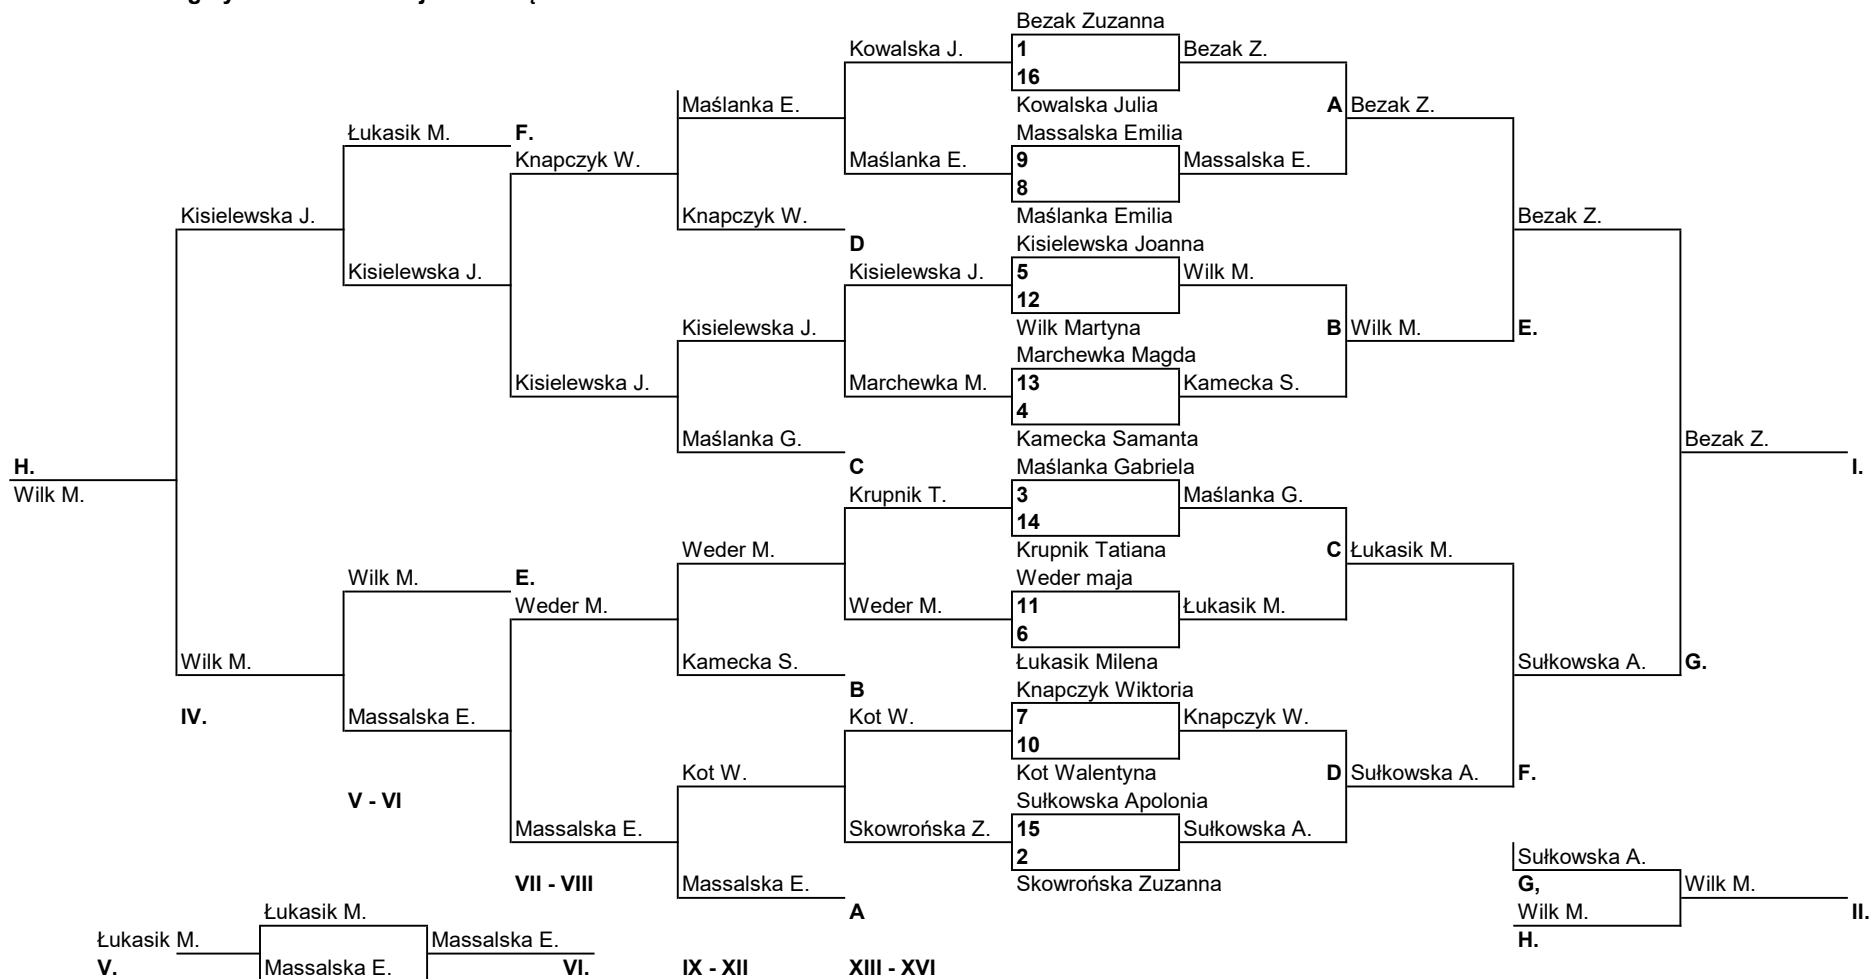 Bezak Zuzanna
Kowalska J. 1 Bezak Z.
16
Maślanka E. Kowalska Julia A Bezak Z.
Łukasik M. F. Massalska Emilia
Knapczyk W. Maślanka E. 9 Massalska E.
8
Kisielewska J. Knapczyk W. Maślanka Emilia Bezak Z.
D Kisielewska Joanna
Kisielewska J. Kisielewska J. 5 Wilk M.
12
Kisielewska J. Wilk Martyna B Wilk M. E.
Marchewka Magda
Kisielewska J. Marchewka M. 13 Kamecka S.
4
Maślanka G. Kamecka Samanta Bezak Z.
H. C Maślanka Gabriela I.
Wilk M. Krupnik T. 3 Maślanka G.
14
Weder M. Krupnik Tatiana C Łukasik M.
Wilk M. E. Weder maja
Weder M. Weder M. 11 Łukasik M.
6
Wilk M. Kamecka S. Łukasik Milena Sułkowska A. G.
B Knapczyk Wiktoria
IV. Massalska E. Kot W. 7 Knapczyk W.
10
Kot W. Kot Walentyna D Sułkowska A. F.
V - VI Sułkowska Apolonia
Massalska E. Skowrońska Z. 15 Sułkowska A.
2 Sułkowska A.
VII - VIII Massalska E. Skowrońska Zuzanna G, Wilk M.
Łukasik M. A Wilk M. II.
Łukasik M. Massalska E. H.
V. Massalska E. VI. IX - XII XIII - XVI